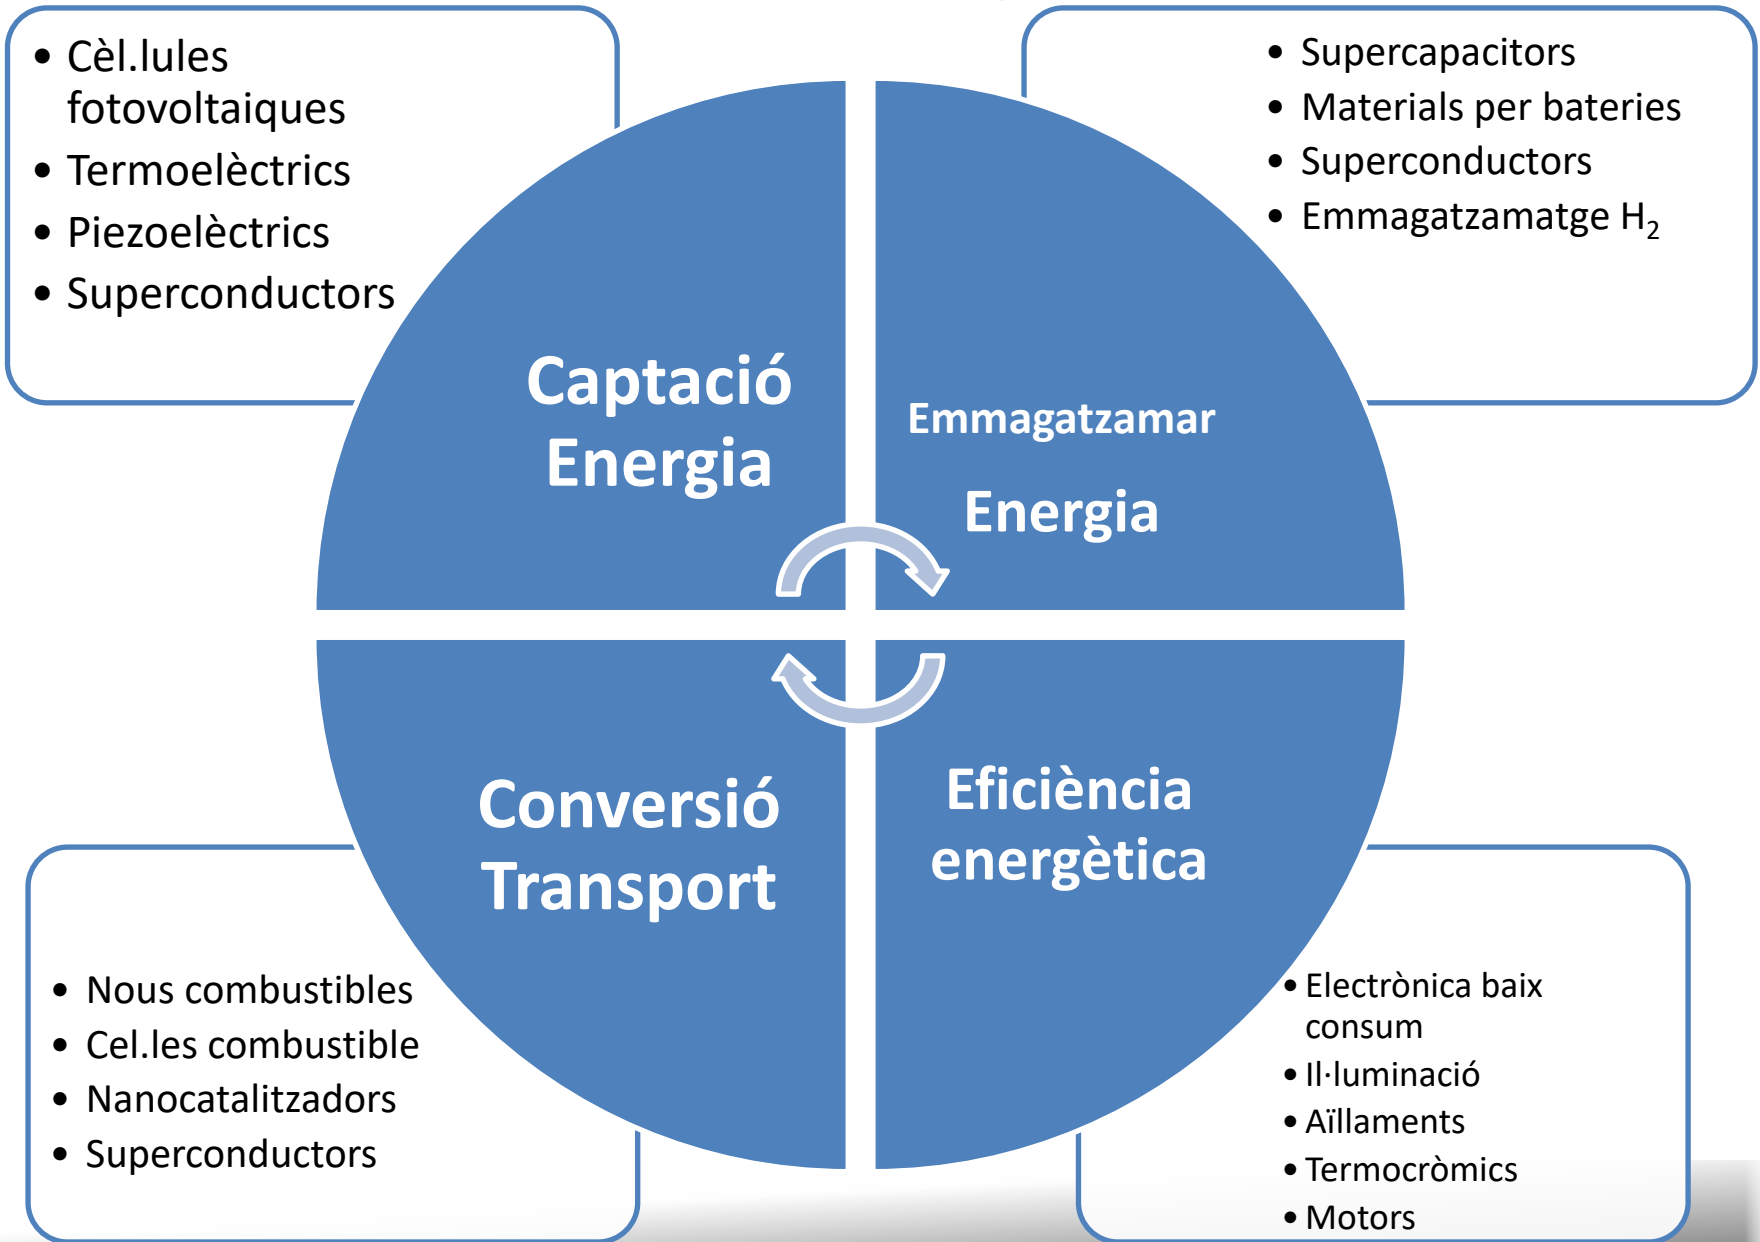 • Cèl.lules
fotovoltaiques
• Termoelèctrics
• Piezoelèctrics
• Superconductors
• Supercapacitors
• Materials per bateries
• Superconductors
• Emmagatzamatge H₂
Captació
Energia
Emmagatzamar
Energia
Conversió
Transport
Eficiència
energètica
• Nous combustibles
• Cel.les combustible
• Nanocatalitzadors
• Superconductors
• Electrònica baix
consum
• Il·luminació
• Aïllaments
• Termocròmics
• Motors